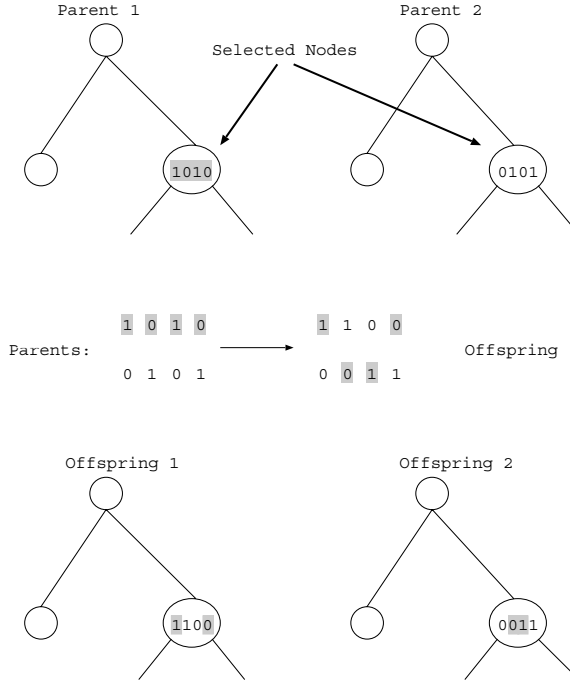 Parent 1
Parent 2
Selected Nodes
1010
0101
1 0 1 0
1 1 0 0
Parents:
Offspring
0 1 0 1
0 0 1 1
Offspring 1
Offspring 2
1100
0011